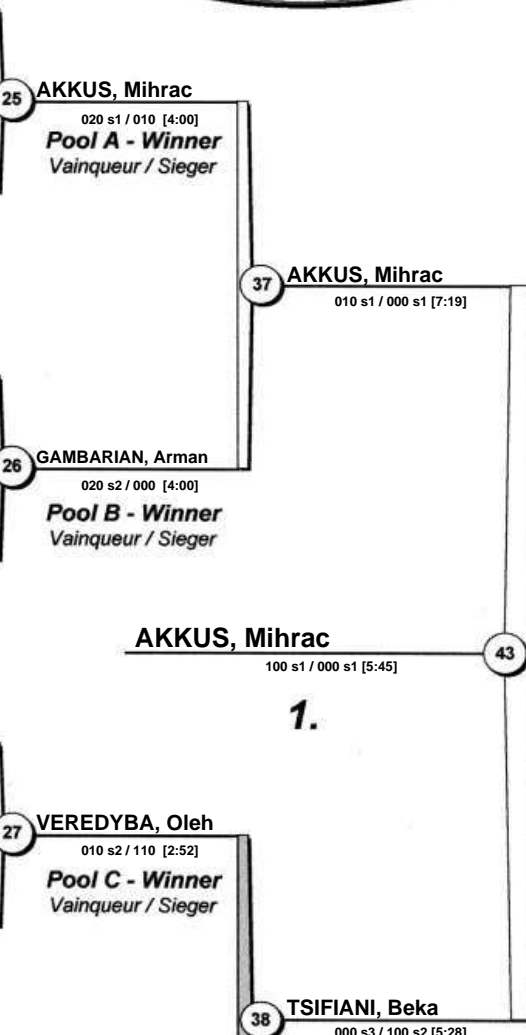 25 AKKUS, Mihrac
020 s1 / 010 [4:00]
Pool A - Winner
Vainqueur / Sieger
37 AKKUS, Mihrac
010 s1 / 000 s1 [7:19]
26 GAMBARIAN, Arman
020 s2 / 000 [4:00]
Pool B - Winner
Vainqueur / Sieger
AKKUS, Mihrac 43
100 s1 / 000 s1 [5:45]
1.
27 VEREDYBA, Oleh
010 s2 / 110 [2:52]
Pool C - Winner
Vainqueur / Sieger
38 TSIFIANI, Beka
000 s3 / 100 s2 [5:28]